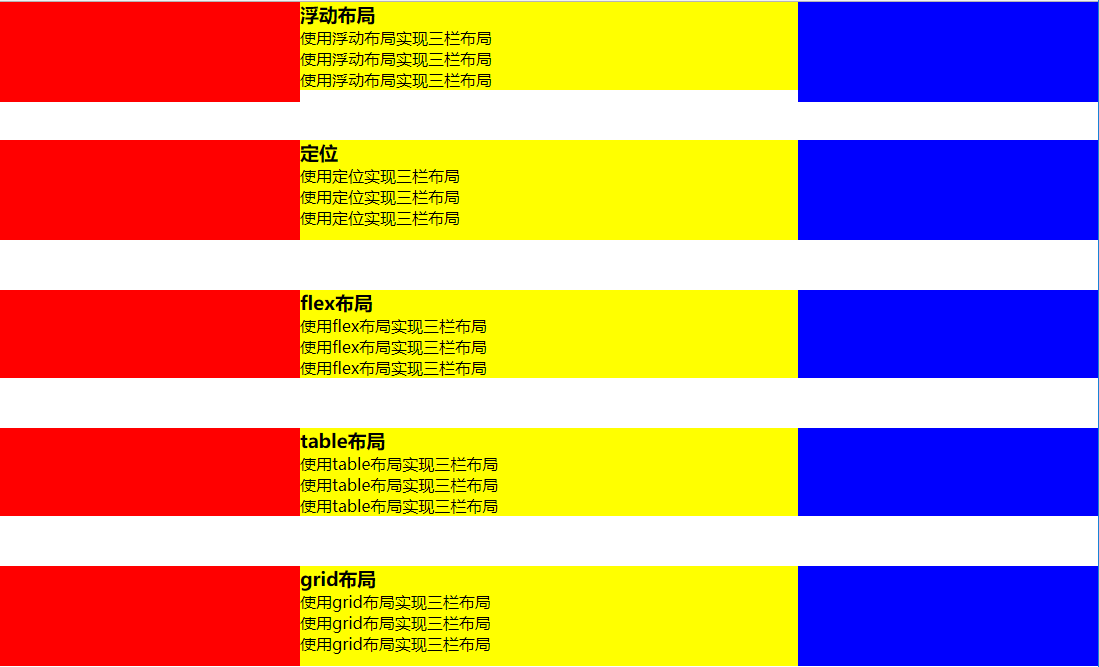 浮动布局
使用浮动布局实现三栏布局
使用浮动布局实现三栏布局
使用浮动布局实现三栏布局
定位
使用定位实现三栏布局
使用定位实现三栏布局
使用定位实现三栏布局
flex布局
使用flex布局实现三栏布局
使用flex布局实现三栏布局
使用flex布局实现三栏布局
table布局
使用table布局实现三栏布局
使用table布局实现三栏布局
使用table布局实现三栏布局
grid布局
使用grid布局实现三栏布局
使用grid布局实现三栏布局
使用grid布局实现三栏布局